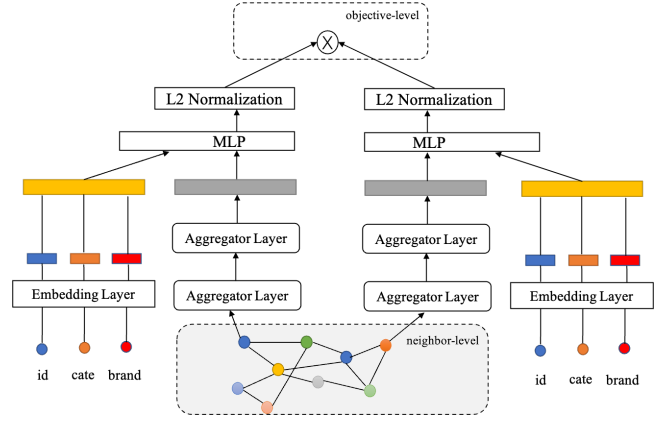 objective-level
X
L2 Normalization
L2 Normalization
MLP
MLP
Aggregator Layer
Aggregator Layer
Embedding Layer
Aggregator Layer
Aggregator Layer
Embedding Layer
neighbor-level
id cate brand
id cate brand